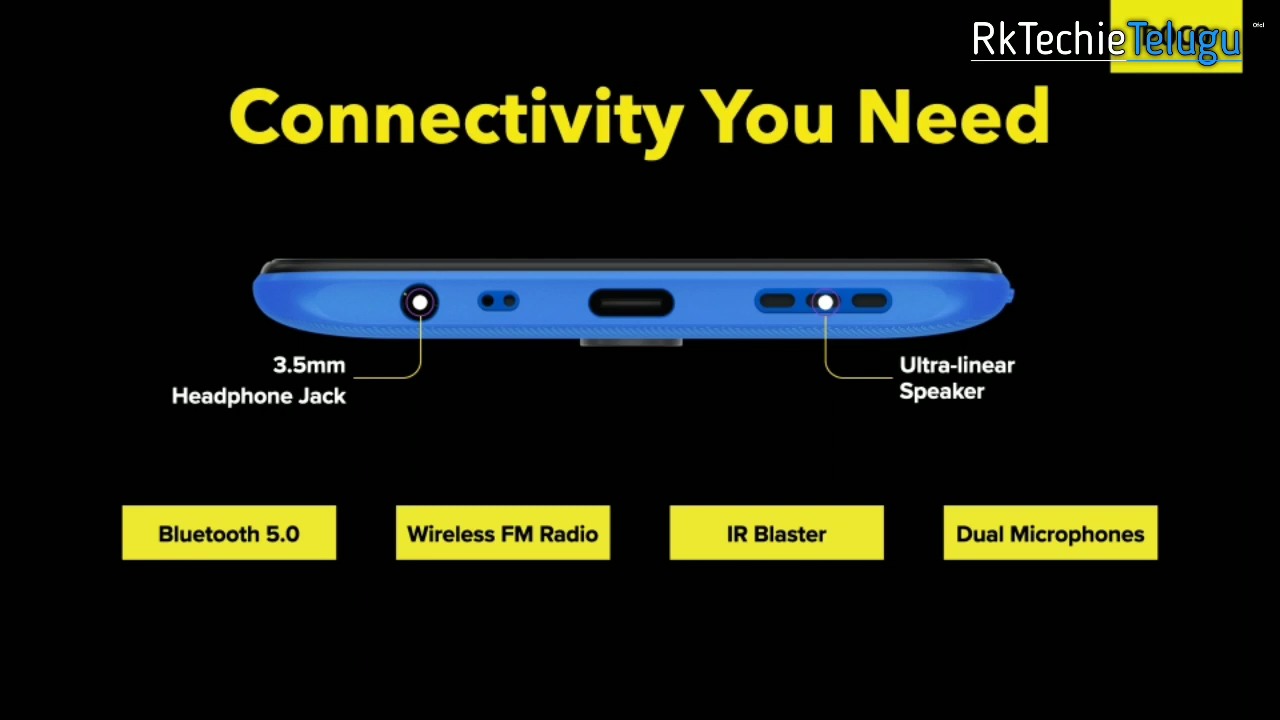 RkTechieTelugu
Connectivity You Need
3.5mm
Headphone Jack
Ultra-linear
Speaker
Bluetooth 5.0
Wireless FM Radio
IR Blaster
Dual Microphones